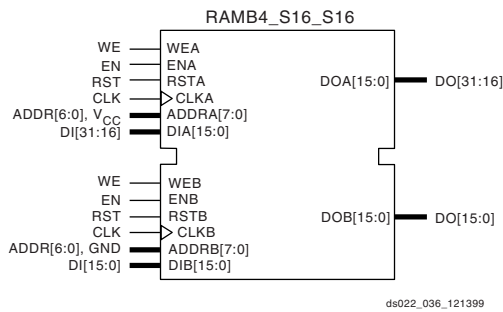 RAMB4_S16_S16
WE WEA
EN ENA
RST RSTA
DOA[15:0] DO[31:16]
CLK CLKA
ADDR[6:0], VCC ADDRA[7:0]
DI[31:16] DIA[15:0]
WE WEB
EN ENB
RST RSTB
DOB[15:0] DO[15:0]
CLK CLKB
ADDR[6:0], GND ADDRB[7:0]
DI[15:0] DIB[15:0]
ds022_036_121399